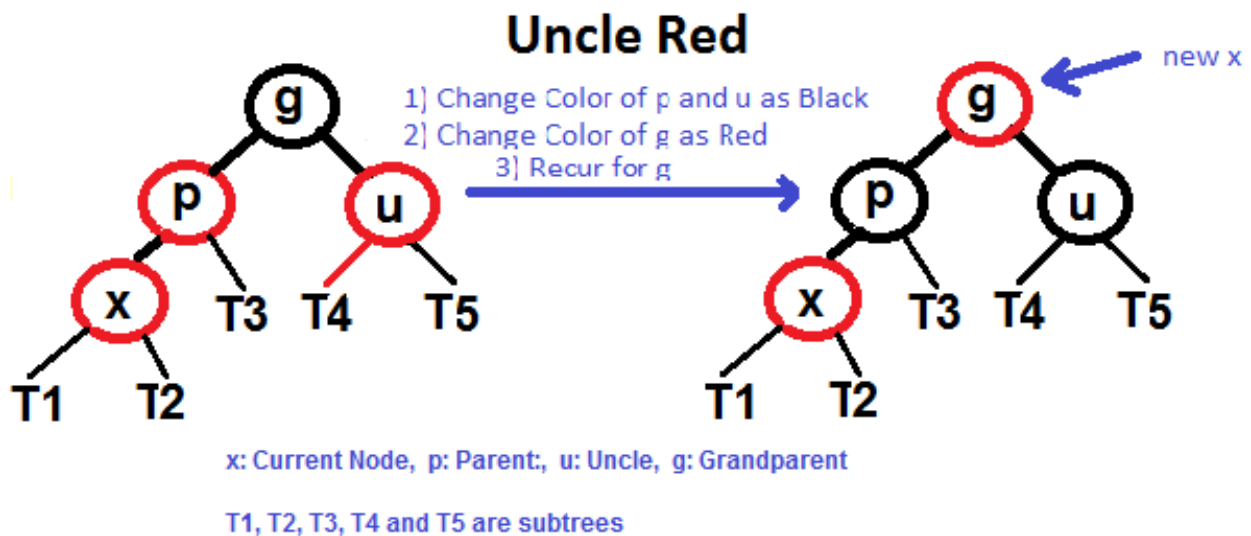 Uncle Red
new x
1) Change Color of p and u as Black
2) Change Color of g as Red
3) Recur for g
g
g
p
u
p
u
x
T3
T4
T5
x
T3
T4
T5
T1
T2
T1
T2
x: Current Node, p: Parent:, u: Uncle, g: Grandparent
T1, T2, T3, T4 and T5 are subtrees